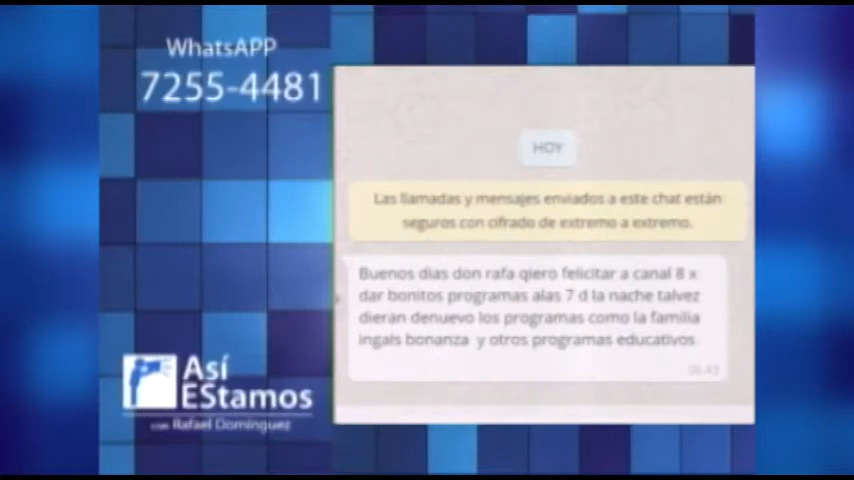 WhatsAPP
7255-4481
HOY
Las llamadas y mensajes enviados a este chat están
seguros con cifrado de extremo a extremo.
Buenos dias don rafa qiero felicitar a canal 8 x
dar bonitos programas alas 7 d la nache talvez
dieran denuevo los programas como la familia
ingals bonanza y otros programas educativos
06:43
Así
EStamos
con Rafael Domínguez